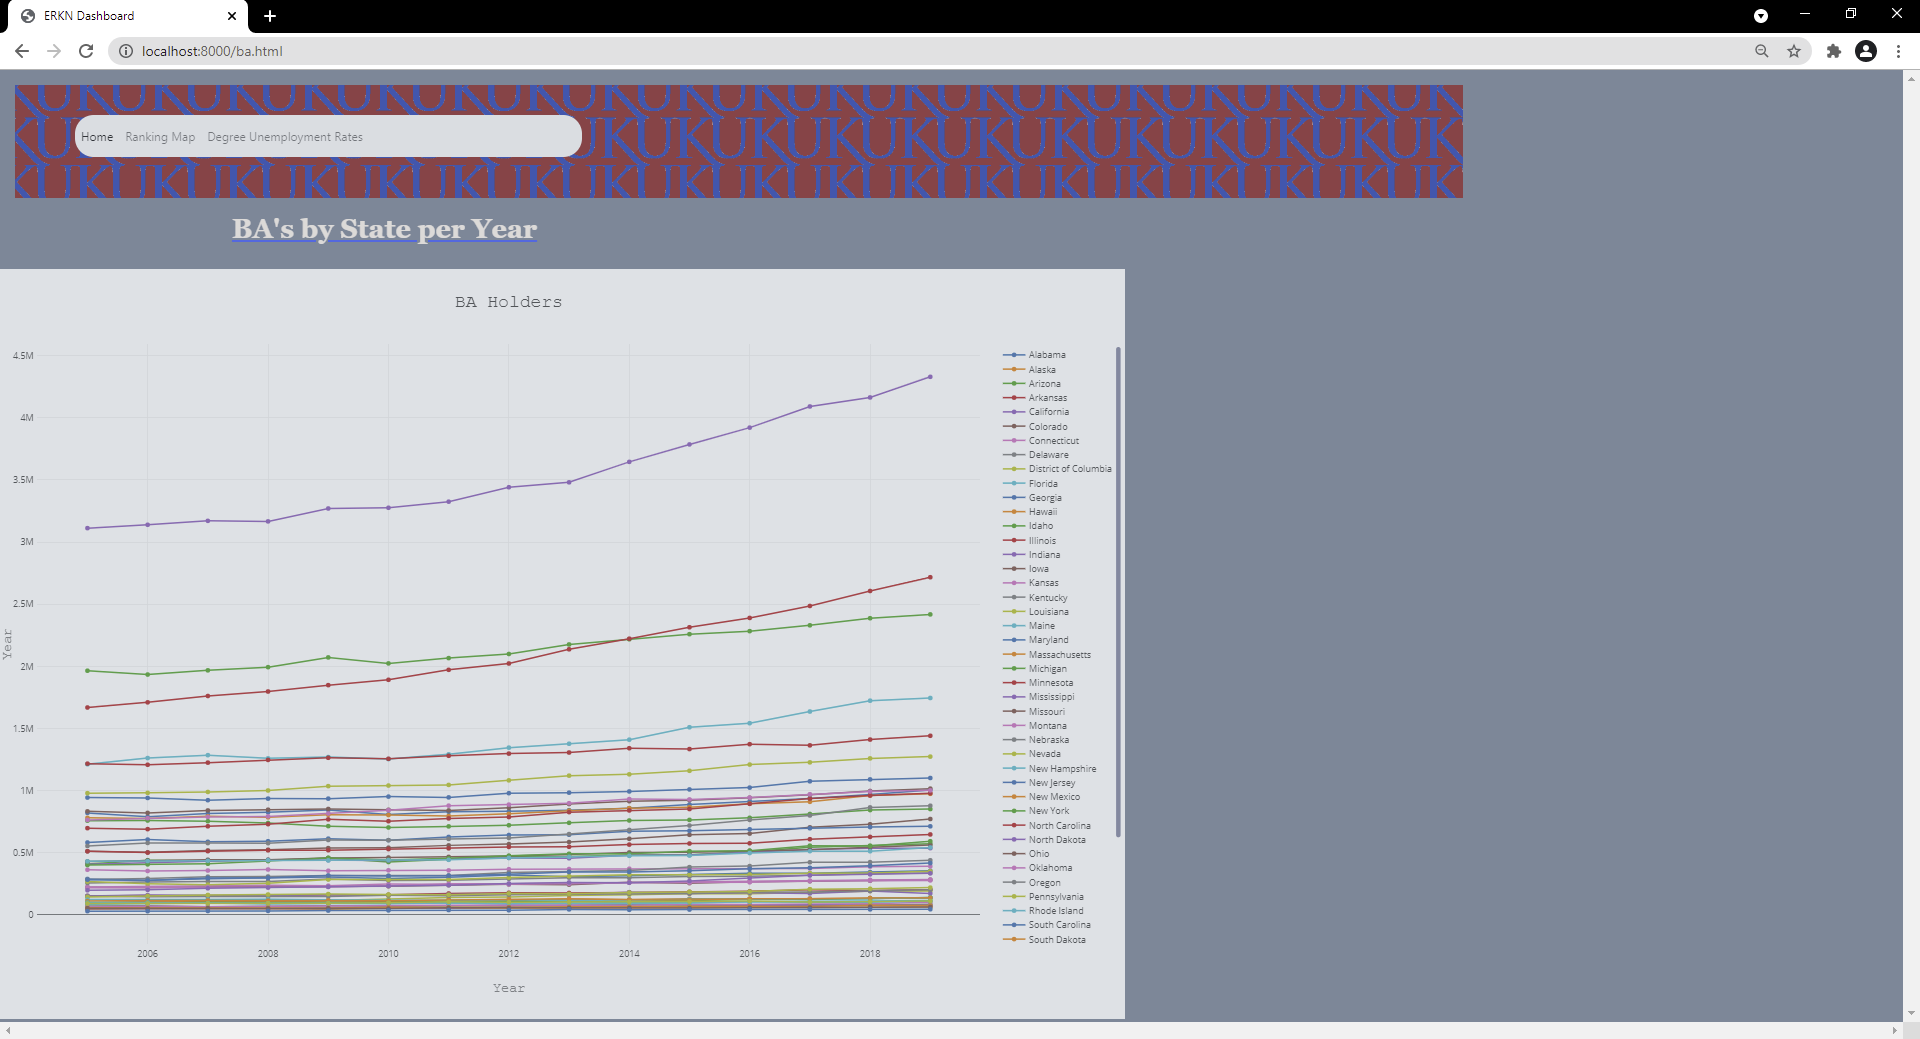 ERKN Dashboard
localhost:8000/ba.html
Home Ranking Map Degree Unemployment Rates
BA's by State per Year
BA Holders
4.5M
4M
3.5M
3M
2.5M
2M
1.5M
1M
0.5M
0
Year
2006 2008 2010 2012 2014 2016 2018
Year
Alabama
Alaska
Arizona
Arkansas
California
Colorado
Connecticut
Delaware
District of Columbia
Florida
Georgia
Hawaii
Idaho
Illinois
Indiana
Iowa
Kansas
Kentucky
Louisiana
Maine
Maryland
Massachusetts
Michigan
Minnesota
Mississippi
Missouri
Montana
Nebraska
Nevada
New Hampshire
New Jersey
New Mexico
New York
North Carolina
North Dakota
Ohio
Oklahoma
Oregon
Pennsylvania
Rhode Island
South Carolina
South Dakota